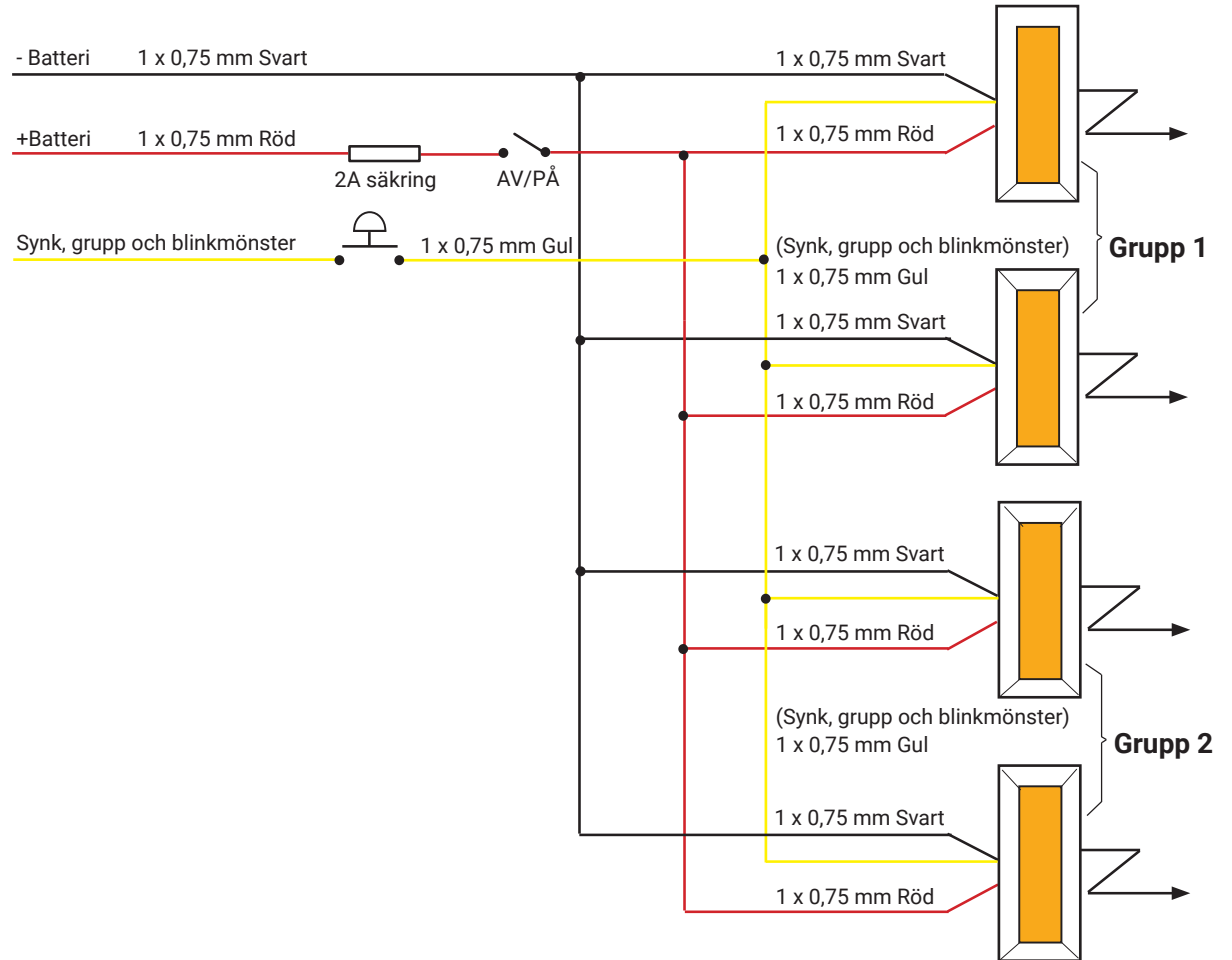 - Batteri 1 x 0,75 mm Svart
1 x 0,75 mm Svart
+Batteri 1 x 0,75 mm Röd
1 x 0,75 mm Röd
2A säkring
AV/PÅ
Synk, grupp och blinkmönster
1 x 0,75 mm Gul
(Synk, grupp och blinkmönster)
1 x 0,75 mm Gul
Grupp 1
1 x 0,75 mm Svart
1 x 0,75 mm Röd
1 x 0,75 mm Svart
1 x 0,75 mm Röd
(Synk, grupp och blinkmönster)
1 x 0,75 mm Gul
Grupp 2
1 x 0,75 mm Svart
1 x 0,75 mm Röd